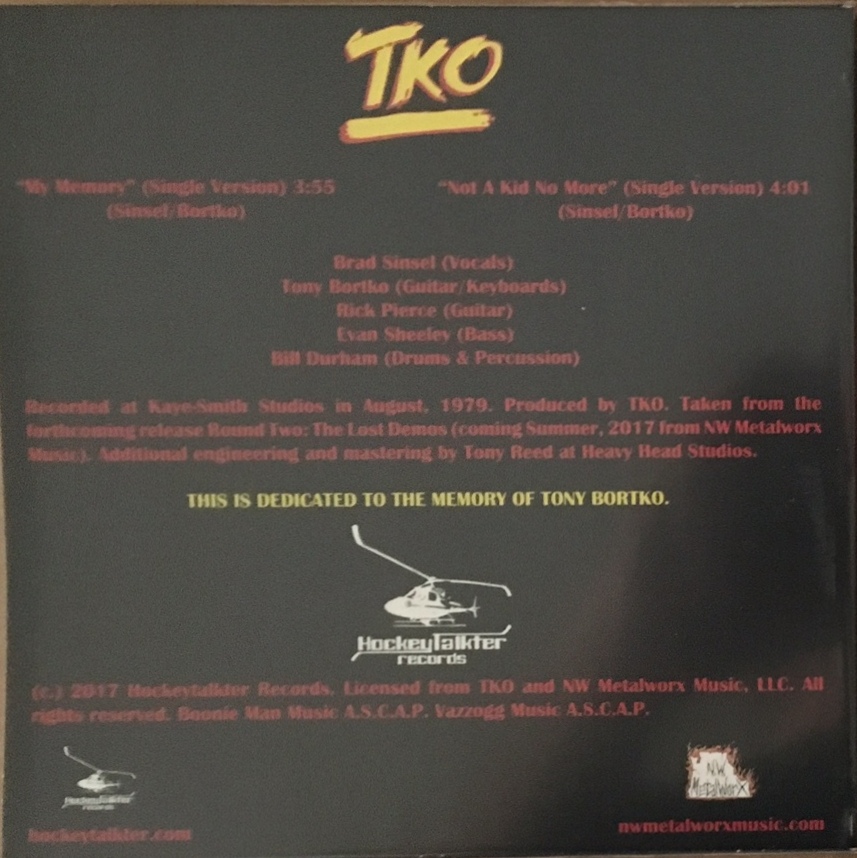 TKO
"My Memory" (Single Version) 3:55
(Sinsel/Bortko)
"Not A Kid No More" (Single Version) 4:01
(Sinsel/Bortko)
Brad Sinsel (Vocals)
Tony Bortko (Guitar/Keyboards)
Rick Pierce (Guitar)
Evan Sheeley (Bass)
Bill Durham (Drums & Percussion)
Recorded at Kaye-Smith Studios in August, 1979. Produced by TKO. Taken from the
forthcoming release Round Two: The Lost Demos (coming Summer, 2017 from NW Metalworx
Music). Additional engineering and mastering by Tony Reed at Heavy Head Studios.
THIS IS DEDICATED TO THE MEMORY OF TONY BORTKO.
HockeyTalkter
records
(c.) 2017 Hockeytalkter Records. Licensed from TKO and NW Metalworx Music, LLC. All
rights reserved. Boonie Man Music A.S.C.A.P. Vazzogg Music A.S.C.A.P.
HockeyTalkter
records
NW
MetalworX
hockeytalkter.com
nwmetalworxmusic.com